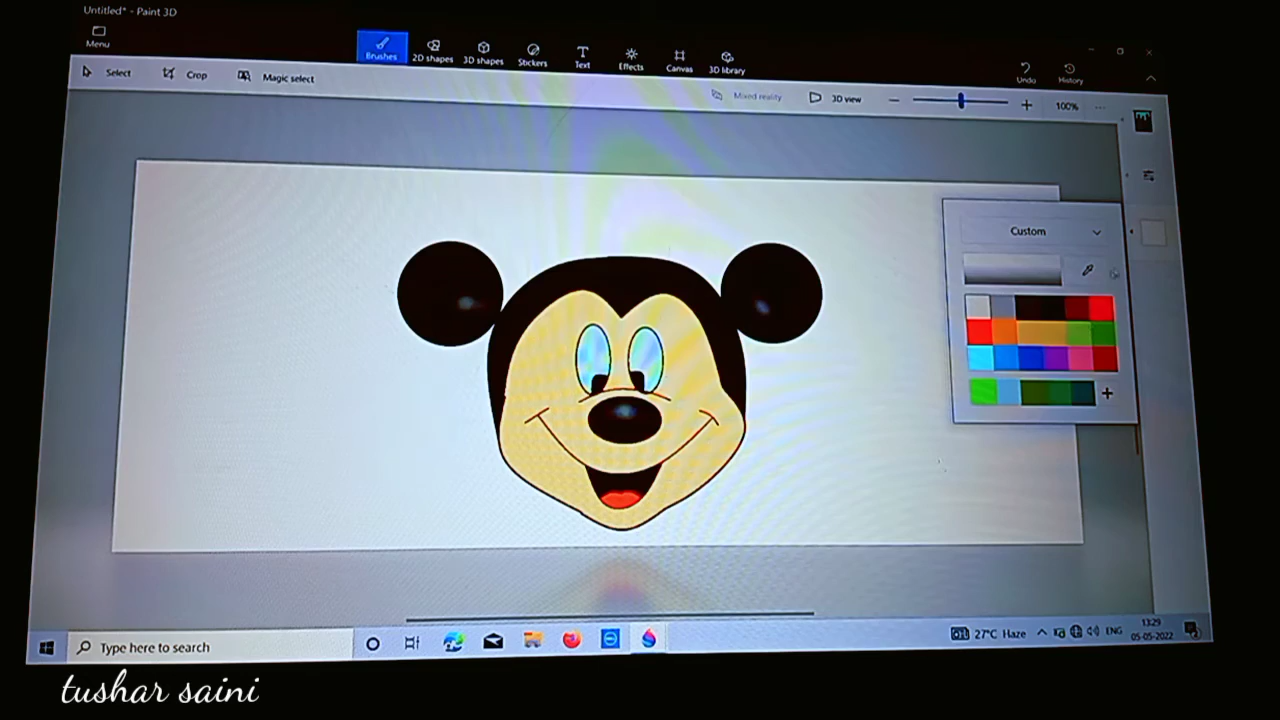 Untitled* - Paint 3D
Menu
Brushes
2D shapes
3D shapes
Stickers
Text
Effects
Canvas
3D library
Undo
History
Select
Crop
Magic select
Mixed reality
3D view
100%
Custom
Type here to search
27°C Haze
ENG
13:29
05-05-2022
tushar saini